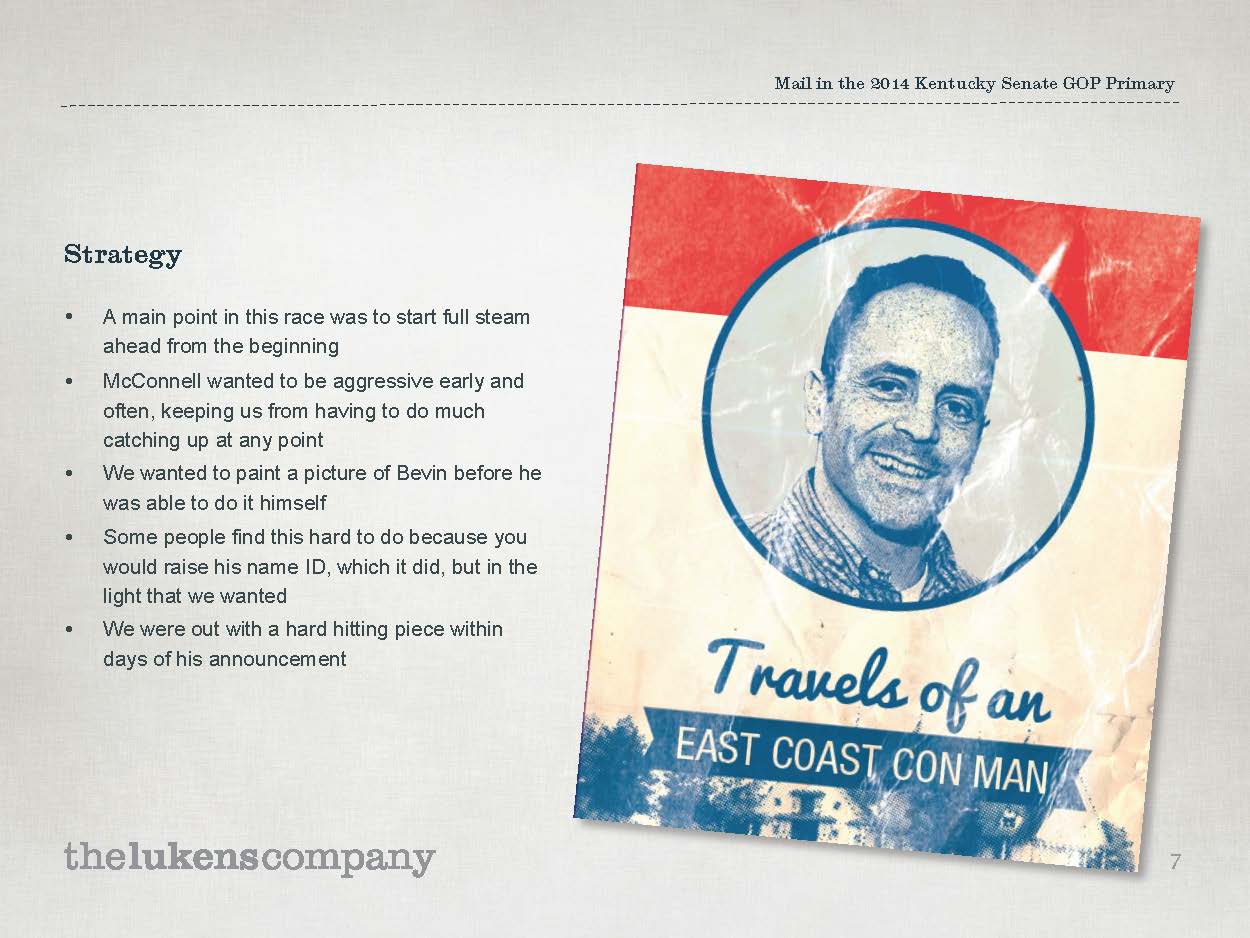 Mail in the 2014 Kentucky Senate GOP Primary
Strategy
• A main point in this race was to start full steam
ahead from the beginning
• McConnell wanted to be aggressive early and
often, keeping us from having to do much
catching up at any point
• We wanted to paint a picture of Bevin before he
was able to do it himself
• Some people find this hard to do because you
would raise his name ID, which it did, but in the
light that we wanted
• We were out with a hard hitting piece within
days of his announcement
Travels of an
EAST COAST CON MAN
thelukenscompany
7